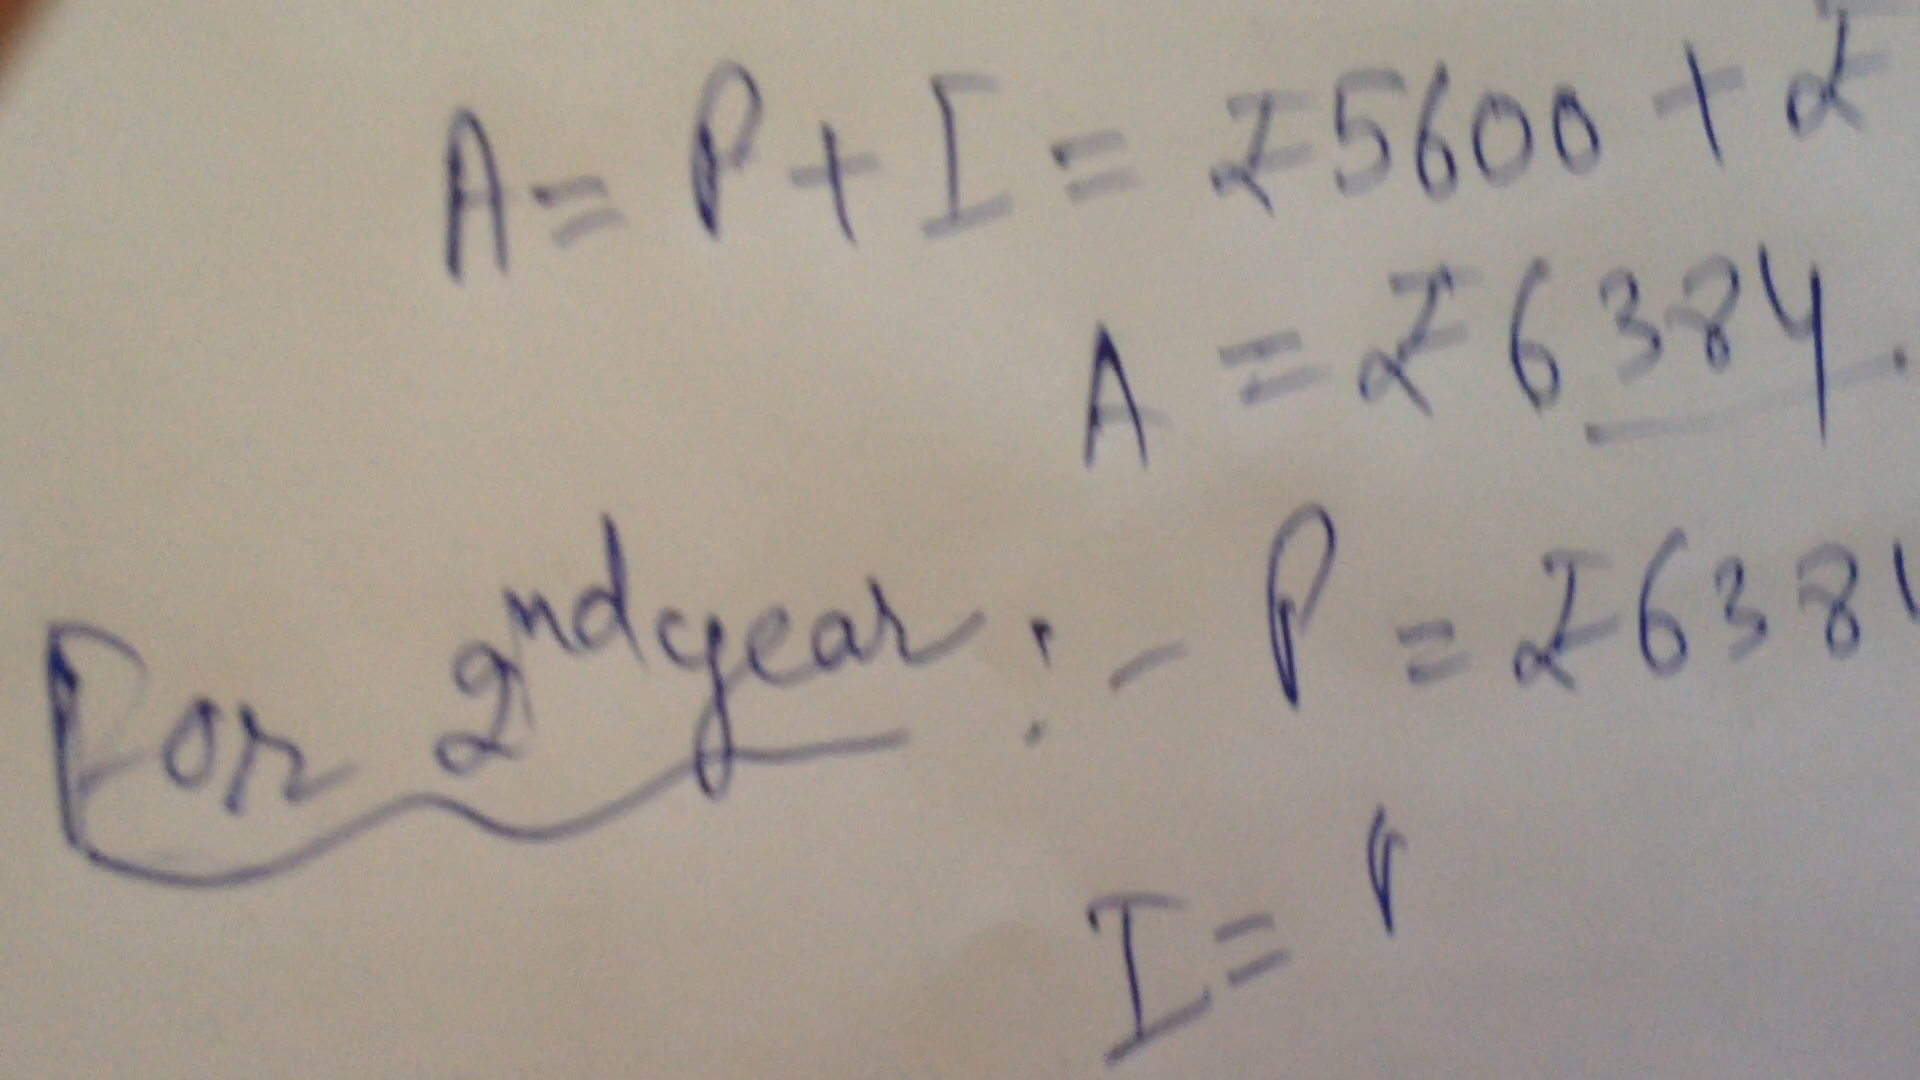 A = P + I = ₹5600 + ₹
A = ₹6384.
For 2nd year :- P = ₹638
I = P